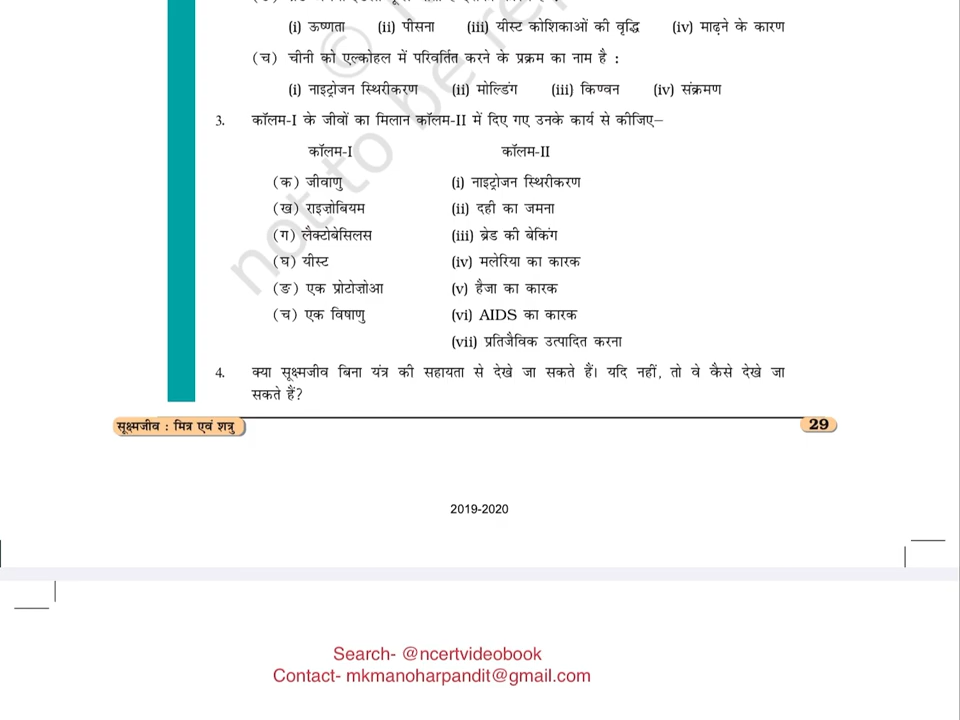 (i) ऊष्णता (ii) पीसना (iii) यीस्ट कोशिकाओं की वृद्धि (iv) माढ़ने के कारण
(च) चीनी को एल्कोहल में परिवर्तित करने के प्रक्रम का नाम है :
(i) नाइट्रोजन स्थिरीकरण (ii) मोल्डिंग (iii) किण्वन (iv) संक्रमण
3. कॉलम-I के जीवों का मिलान कॉलम-II में दिए गए उनके कार्य से कीजिए–
कॉलम-I कॉलम-II
(क) जीवाणु (i) नाइट्रोजन स्थिरीकरण
(ख) राइज़ोबियम (ii) दही का जमना
(ग) लैक्टोबेसिलस (iii) ब्रेड की बेकिंग
(घ) यीस्ट (iv) मलेरिया का कारक
(ङ) एक प्रोटोज़ोआ (v) हैजा का कारक
(च) एक विषाणु (vi) AIDS का कारक
(vii) प्रतिजैविक उत्पादित करना
4. क्या सूक्ष्मजीव बिना यंत्र की सहायता से देखे जा सकते हैं। यदि नहीं, तो वे कैसे देखे जा
सकते हैं?
सूक्ष्मजीव : मित्र एवं शत्रु 29
2019-2020
Search- @ncertvideobook
Contact- mkmanoharpandit@gmail.com